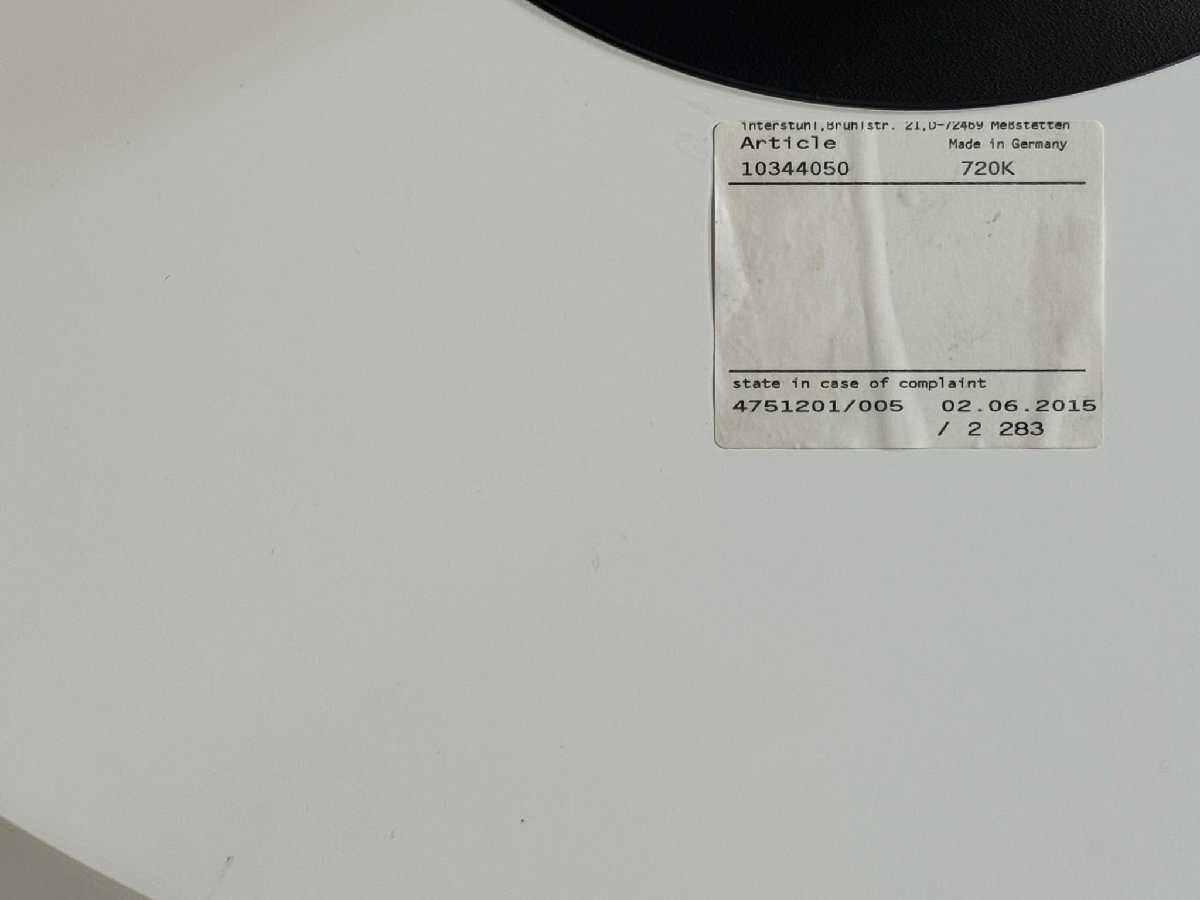 interstuhl,Brühlstr. 21,D-72469 Meßstetten
Article Made in Germany
10344050 720K
state in case of complaint
4751201/005 02.06.2015
/ 2 283